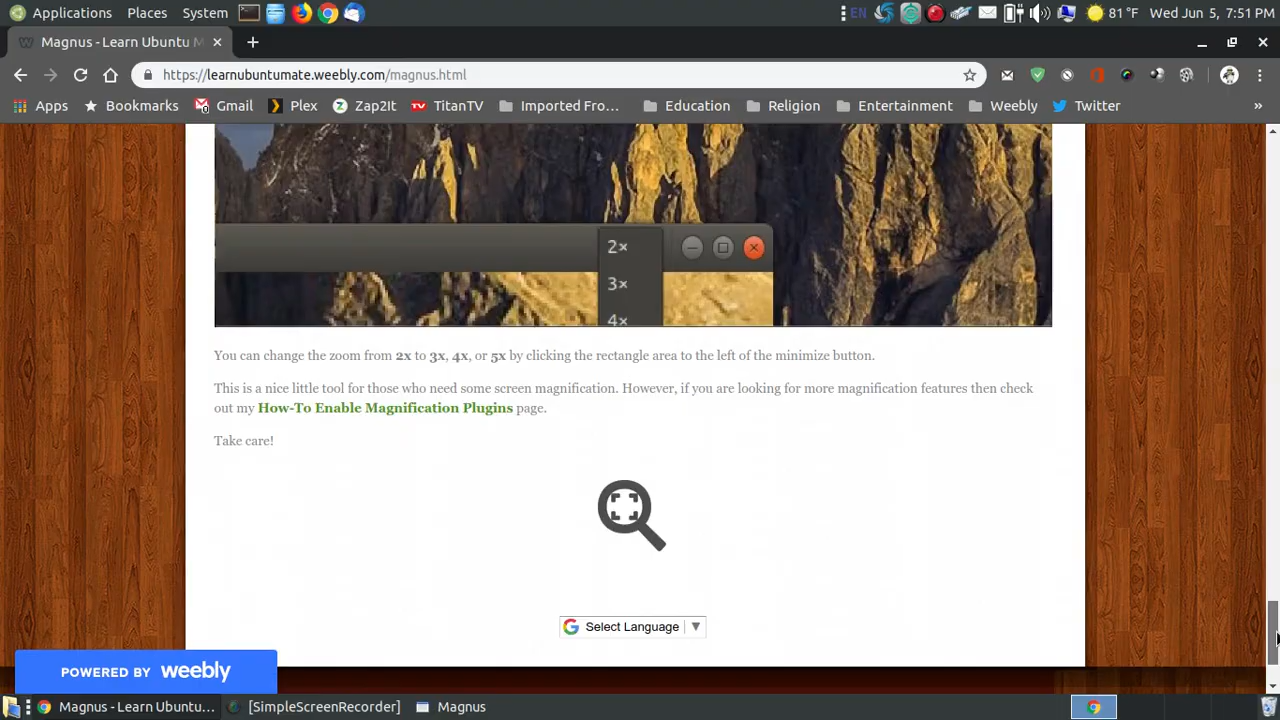 Applications Places System EN 81 °F Wed Jun 5, 7:51 PM
Magnus - Learn Ubuntu M
https://learnubuntumate.weebly.com/magnus.html
Apps Bookmarks Gmail Plex Zap2It TitanTV Imported Fro... Education Religion Entertainment Weebly Twitter »
2×
3×
4×
You can change the zoom from 2x to 3x, 4x, or 5x by clicking the rectangle area to the left of the minimize button.
This is a nice little tool for those who need some screen magnification. However, if you are looking for more magnification features then check
out my How-To Enable Magnification Plugins page.
Take care!
Select Language
POWERED BY weebly
Magnus - Learn Ubuntu... [SimpleScreenRecorder] Magnus